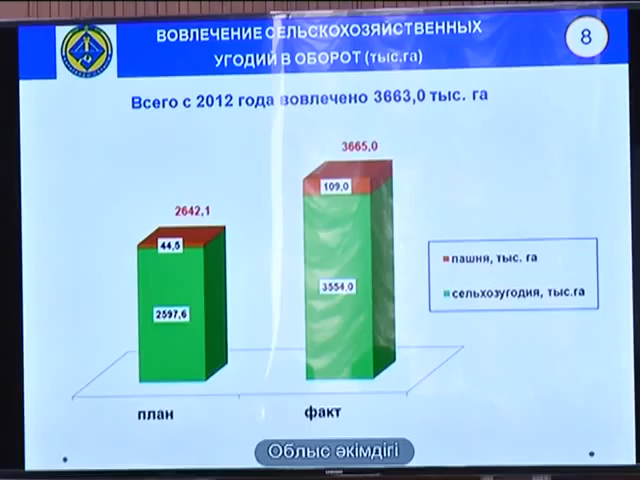 ВОВЛЕЧЕНИЕ СЕЛЬСКОХОЗЯЙСТВЕННЫХ
УГОДИЙ В ОБОРОТ (тыс.га)
8
Всего с 2012 года вовлечено 3663,0 тыс. га
3665,0
109,0
2642,1
44,5
2597,6
3554,0
пашня, тыс. га
сельхозугодия, тыс.га
план
факт
Облыс әкімдігі